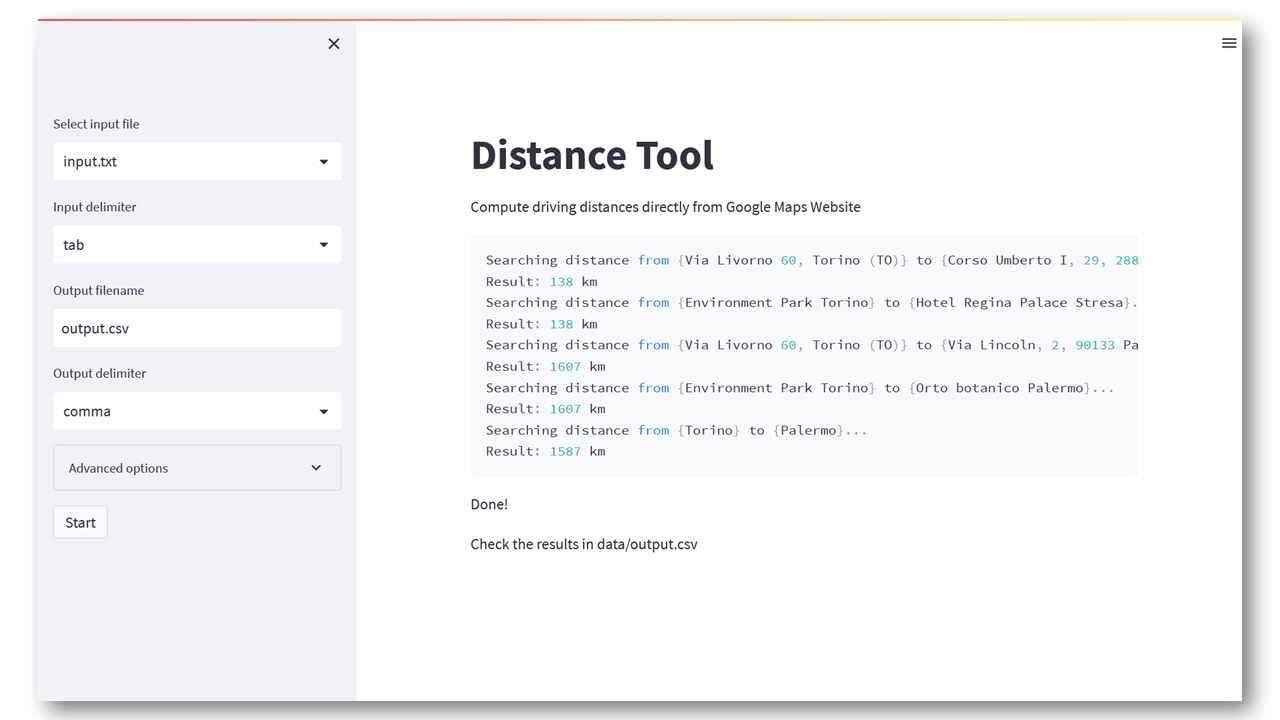 Select input file
input.txt
Input delimiter
tab
Output filename
output.csv
Output delimiter
comma
Advanced options
Start
Distance Tool
Compute driving distances directly from Google Maps Website
Searching distance from {Via Livorno 60, Torino (TO)} to {Corso Umberto I, 29, 288
Result: 138 km
Searching distance from {Environment Park Torino} to {Hotel Regina Palace Stresa}.
Result: 138 km
Searching distance from {Via Livorno 60, Torino (TO)} to {Via Lincoln, 2, 90133 Pa
Result: 1607 km
Searching distance from {Environment Park Torino} to {Orto botanico Palermo}...
Result: 1607 km
Searching distance from {Torino} to {Palermo}...
Result: 1587 km
Done!
Check the results in data/output.csv